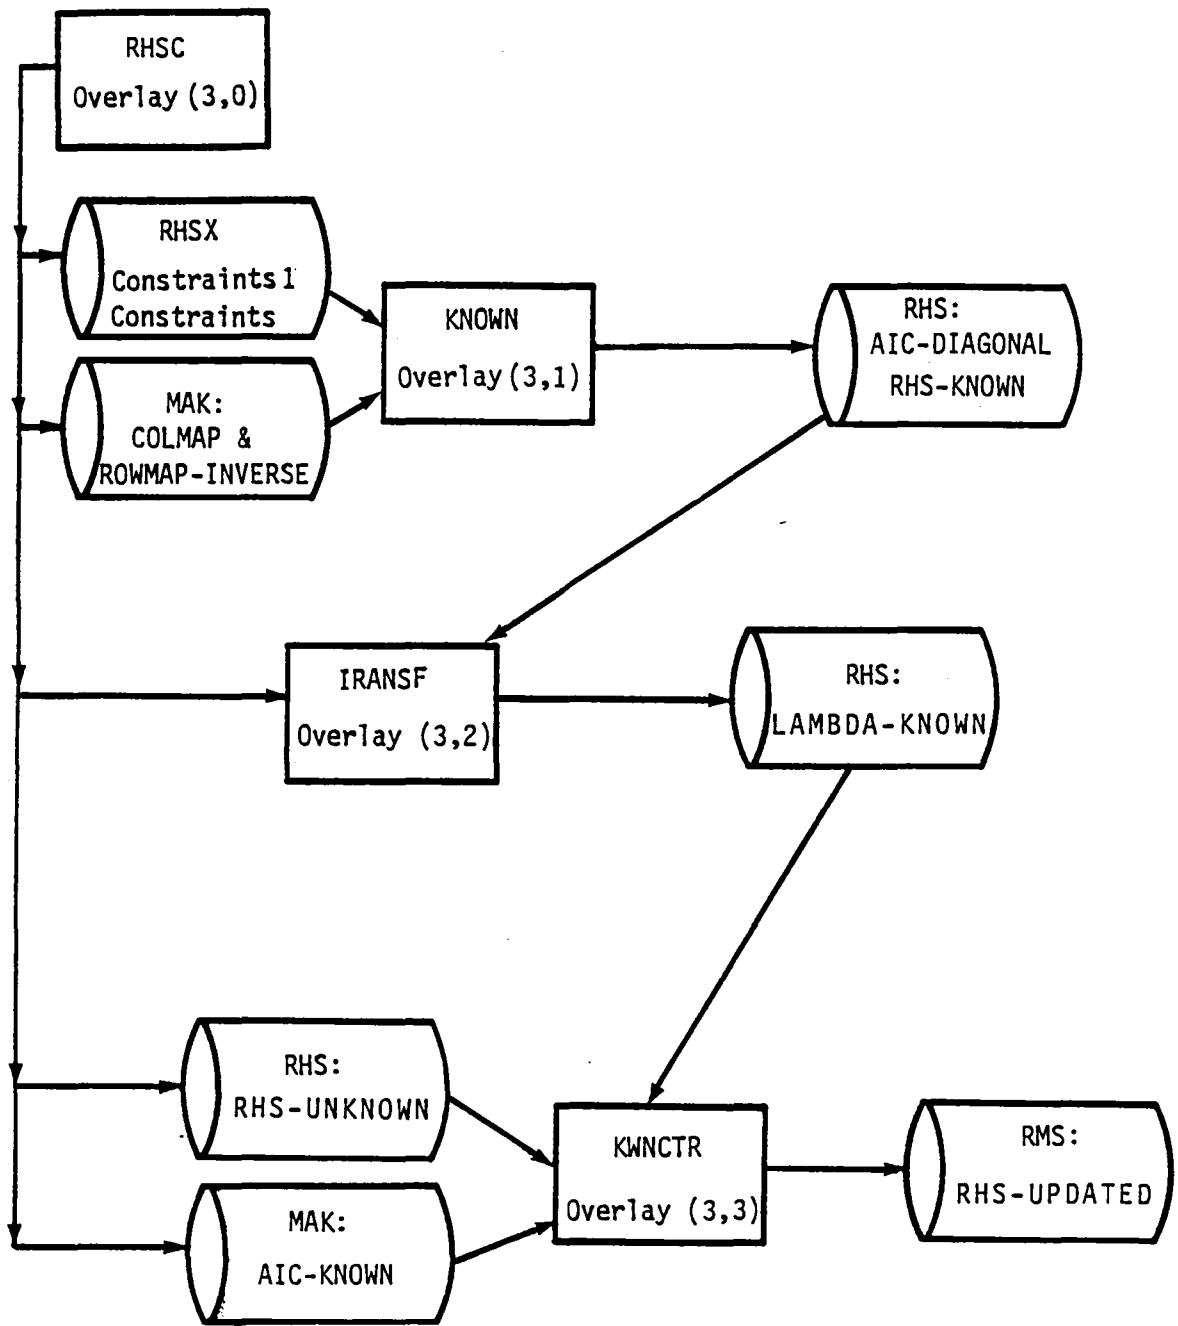 RHSC
Overlay (3,0)
RHSX
Constraints 1
Constraints
KNOWN
Overlay (3,1)
RHS:
AIC-DIAGONAL
RHS-KNOWN
MAK:
COLMAP &
ROWMAP-INVERSE
IRANSF
Overlay (3,2)
RHS:
LAMBDA-KNOWN
RHS:
RHS-UNKNOWN
KWNCTR
Overlay (3,3)
RMS:
RHS-UPDATED
MAK:
AIC-KNOWN